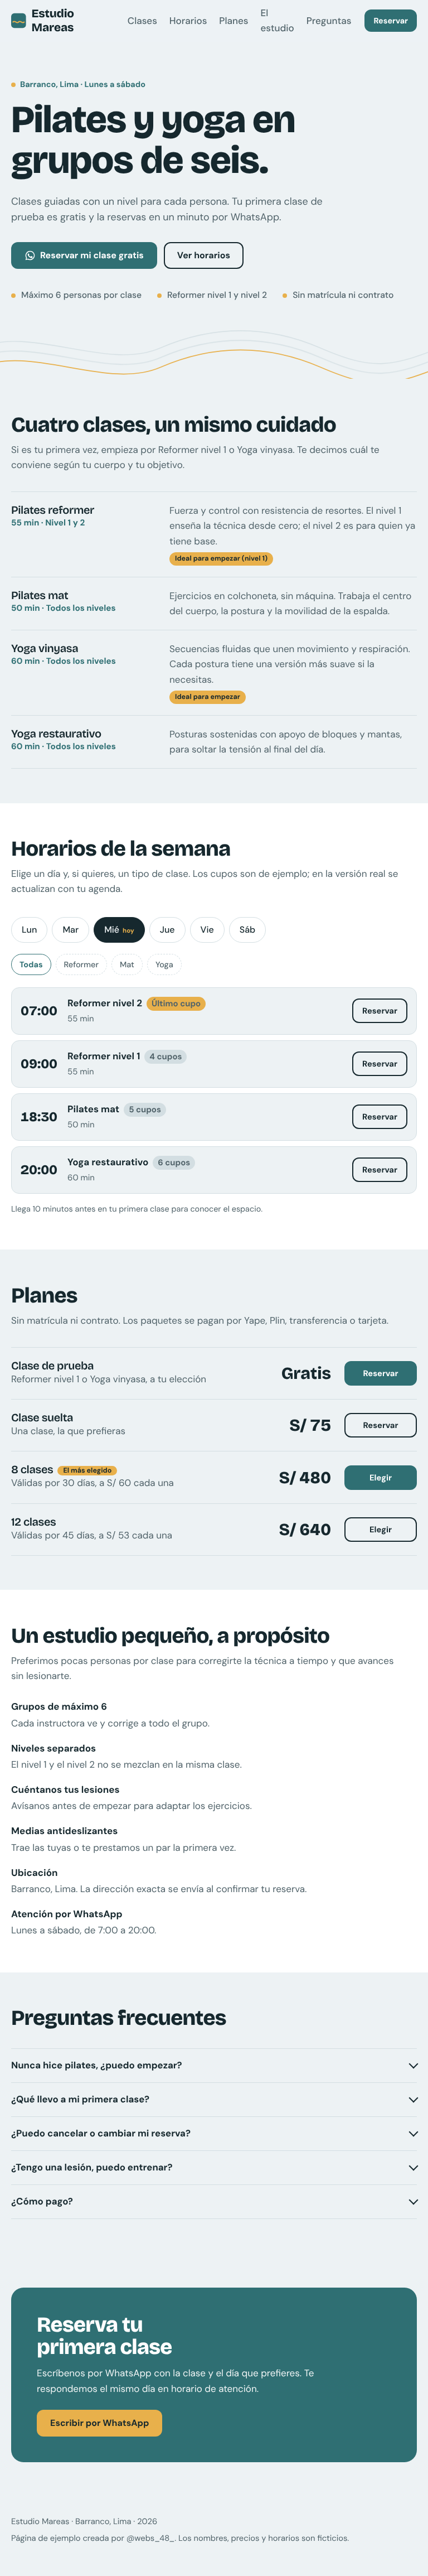 Estudio
Mareas
Clases
Horarios
Planes
El
estudio
Preguntas
Reservar
Barranco, Lima · Lunes a sábado
Pilates y yoga en
grupos de seis.
Clases guiadas con un nivel para cada persona. Tu primera clase de
prueba es gratis y la reservas en un minuto por WhatsApp.
Reservar mi clase gratis
Ver horarios
Máximo 6 personas por clase
Reformer nivel 1 y nivel 2
Sin matrícula ni contrato
Cuatro clases, un mismo cuidado
Si es tu primera vez, empieza por Reformer nivel 1 o Yoga vinyasa. Te decimos cuál te
conviene según tu cuerpo y tu objetivo.
Pilates reformer
55 min · Nivel 1 y 2
Fuerza y control con resistencia de resortes. El nivel 1
enseña la técnica desde cero; el nivel 2 es para quien ya
tiene base.
Ideal para empezar (nivel 1)
Pilates mat
50 min · Todos los niveles
Ejercicios en colchoneta, sin máquina. Trabaja el centro
del cuerpo, la postura y la movilidad de la espalda.
Yoga vinyasa
60 min · Todos los niveles
Secuencias fluidas que unen movimiento y respiración.
Cada postura tiene una versión más suave si la
necesitas.
Ideal para empezar
Yoga restaurativo
60 min · Todos los niveles
Posturas sostenidas con apoyo de bloques y mantas,
para soltar la tensión al final del día.
Horarios de la semana
Elige un día y, si quieres, un tipo de clase. Los cupos son de ejemplo; en la versión real se
actualizan con tu agenda.
Lun
Mar
Mié hoy
Jue
Vie
Sáb
Todas
Reformer
Mat
Yoga
07:00
Reformer nivel 2
Último cupo
55 min
Reservar
09:00
Reformer nivel 1
4 cupos
55 min
Reservar
18:30
Pilates mat
5 cupos
50 min
Reservar
20:00
Yoga restaurativo
6 cupos
60 min
Reservar
Llega 10 minutos antes en tu primera clase para conocer el espacio.
Planes
Sin matrícula ni contrato. Los paquetes se pagan por Yape, Plin, transferencia o tarjeta.
Clase de prueba
Reformer nivel 1 o Yoga vinyasa, a tu elección
Gratis
Reservar
Clase suelta
Una clase, la que prefieras
S/ 75
Reservar
8 clases
El más elegido
Válidas por 30 días, a S/ 60 cada una
S/ 480
Elegir
12 clases
Válidas por 45 días, a S/ 53 cada una
S/ 640
Elegir
Un estudio pequeño, a propósito
Preferimos pocas personas por clase para corregirte la técnica a tiempo y que avances
sin lesionarte.
Grupos de máximo 6
Cada instructora ve y corrige a todo el grupo.
Niveles separados
El nivel 1 y el nivel 2 no se mezclan en la misma clase.
Cuéntanos tus lesiones
Avísanos antes de empezar para adaptar los ejercicios.
Medias antideslizantes
Trae las tuyas o te prestamos un par la primera vez.
Ubicación
Barranco, Lima. La dirección exacta se envía al confirmar tu reserva.
Atención por WhatsApp
Lunes a sábado, de 7:00 a 20:00.
Preguntas frecuentes
Nunca hice pilates, ¿puedo empezar?
¿Qué llevo a mi primera clase?
¿Puedo cancelar o cambiar mi reserva?
¿Tengo una lesión, puedo entrenar?
¿Cómo pago?
Reserva tu
primera clase
Escríbenos por WhatsApp con la clase y el día que prefieres. Te
respondemos el mismo día en horario de atención.
Escribir por WhatsApp
Estudio Mareas · Barranco, Lima · 2026
Página de ejemplo creada por @webs_48_. Los nombres, precios y horarios son ficticios.